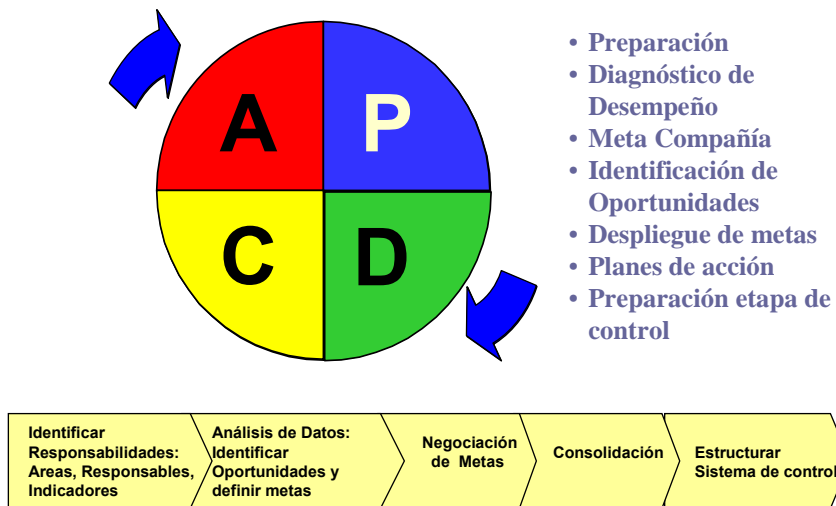 A
P
C
D
• Preparación
• Diagnóstico de
Desempeño
• Meta Compañía
• Identificación de
Oportunidades
• Despliegue de metas
• Planes de acción
• Preparación etapa de
control
Identificar
Responsabilidades:
Areas, Responsables,
Indicadores
Análisis de Datos:
Identificar
Oportunidades y
definir metas
Negociación
de Metas
Consolidación
Estructurar
Sistema de control